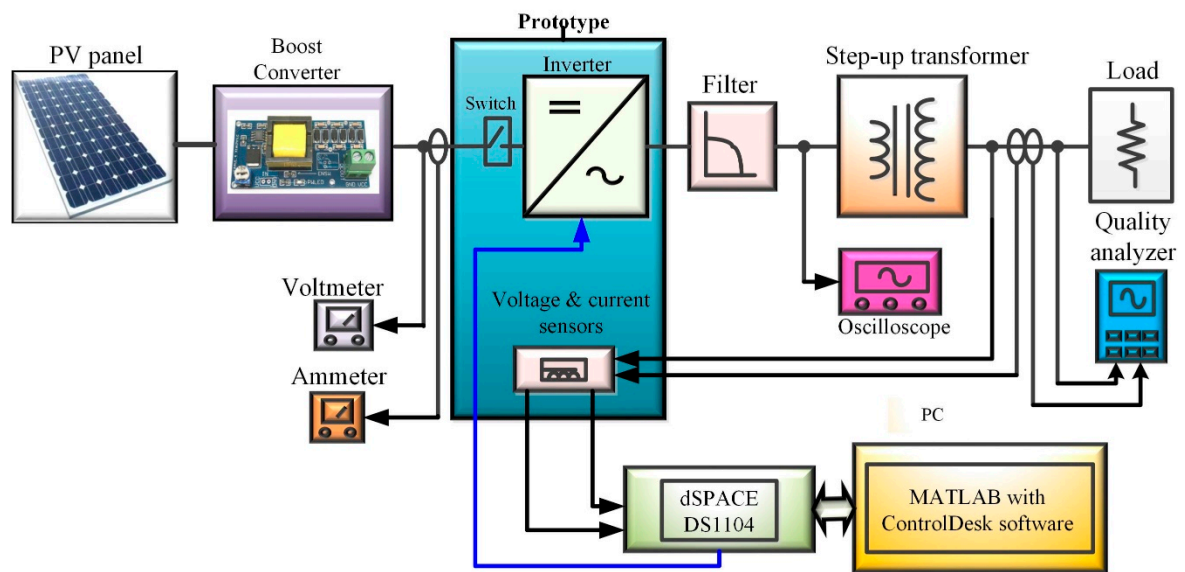 Prototype
PV panel
Boost
Converter
Inverter
Switch
Filter
Step-up transformer
Load
Quality
analyzer
Voltmeter
Voltage & current
sensors
Oscilloscope
Ammeter
PC
dSPACE
DS1104
MATLAB with
ControlDesk software